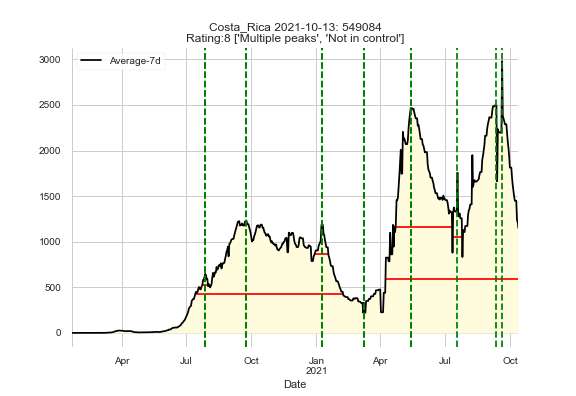 Costa_Rica 2021-10-13: 549084
Rating:8 ['Multiple peaks', 'Not in control']
Average-7d
3000
2500
2000
1500
1000
500
0
Apr
Jul
Oct
Jan
2021
Apr
Jul
Oct
Date